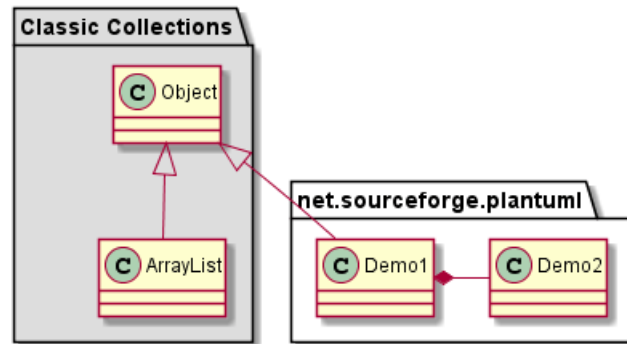 Classic Collections
C Object
net.sourceforge.plantuml
C ArrayList
C Demo1
C Demo2